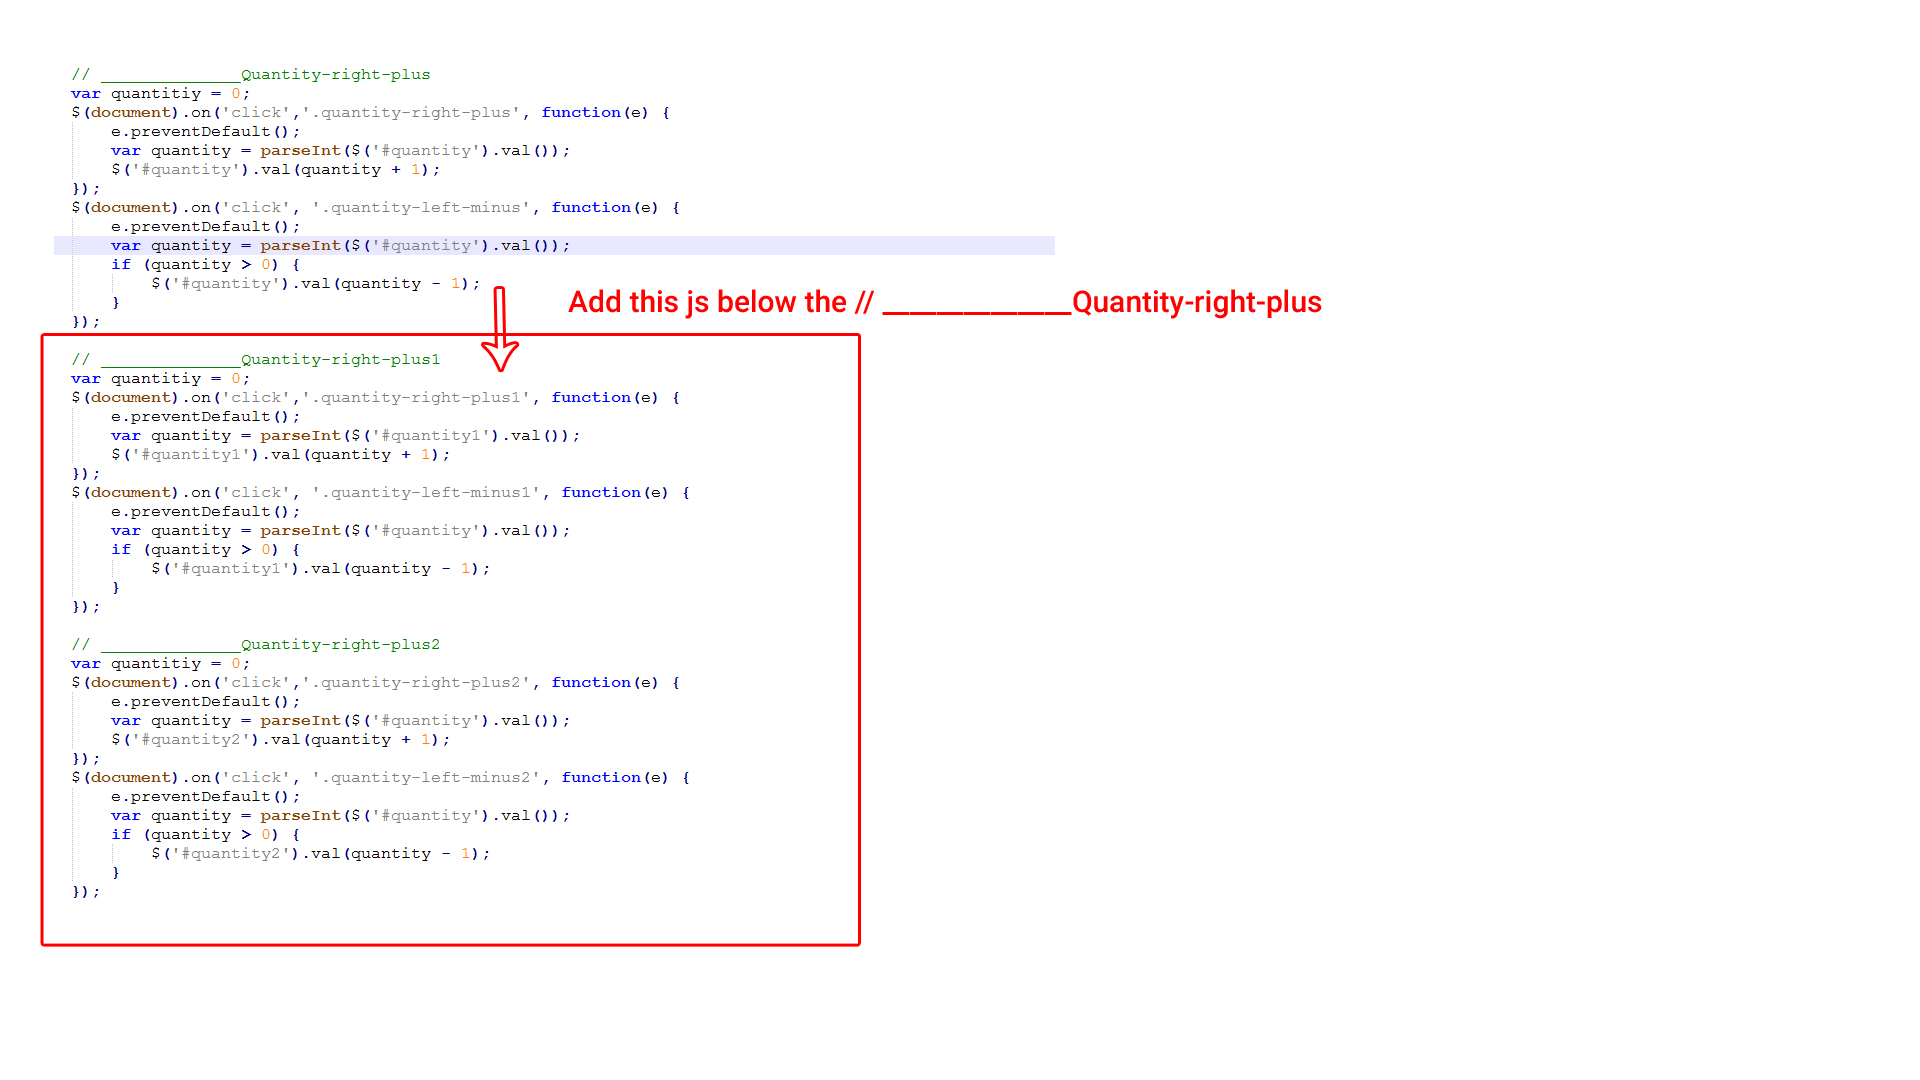 // ______________Quantity-right-plus
var quantitiy = 0;
$(document).on('click','.quantity-right-plus', function(e) {
    e.preventDefault();
    var quantity = parseInt($('#quantity').val());
    $('#quantity').val(quantity + 1);
});
$(document).on('click', '.quantity-left-minus', function(e) {
    e.preventDefault();
    var quantity = parseInt($('#quantity').val());
    if (quantity > 0) {
        $('#quantity').val(quantity - 1);
    }
});
Add this js below the // ______________Quantity-right-plus
// ______________Quantity-right-plus1
var quantitiy = 0;
$(document).on('click','.quantity-right-plus1', function(e) {
    e.preventDefault();
    var quantity = parseInt($('#quantity1').val());
    $('#quantity1').val(quantity + 1);
});
$(document).on('click', '.quantity-left-minus1', function(e) {
    e.preventDefault();
    var quantity = parseInt($('#quantity').val());
    if (quantity > 0) {
        $('#quantity1').val(quantity - 1);
    }
});
// ______________Quantity-right-plus2
var quantitiy = 0;
$(document).on('click','.quantity-right-plus2', function(e) {
    e.preventDefault();
    var quantity = parseInt($('#quantity').val());
    $('#quantity2').val(quantity + 1);
});
$(document).on('click', '.quantity-left-minus2', function(e) {
    e.preventDefault();
    var quantity = parseInt($('#quantity').val());
    if (quantity > 0) {
        $('#quantity2').val(quantity - 1);
    }
});